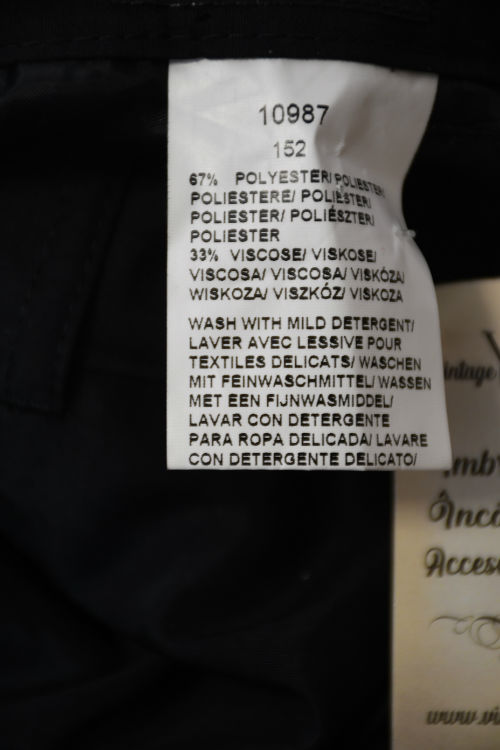 10987
152
67% POLYESTER/ POLIESTER/
POLIESTERE/ POLIÉSTER/
POLIESTER/ POLIÉSZTER/
POLIESTER
33% VISCOSE/ VISKOSE/
VISCOSA/ VISCOSA/ VISKÓZA/
WISKOZA/ VISZKÓZ/ VISKOZA
WASH WITH MILD DETERGENT/
LAVER AVEC LESSIVE POUR
TEXTILES DELICATS/ WASCHEN
MIT FEINWASCHMITTEL/ WASSEN
MET EEN FIJNWASMIDDEL/
LAVAR CON DETERGENTE
PARA ROPA DELICADA/ LAVARE
CON DETERGENTE DELICATO/